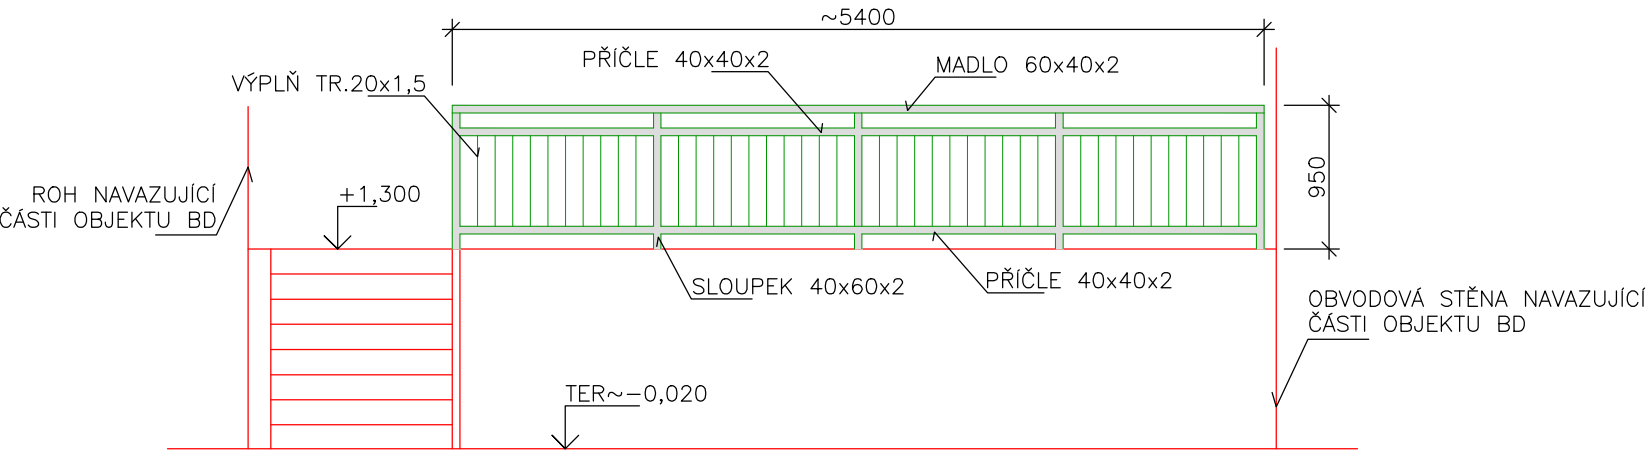 ~5400
PŘÍČLE 40x40x2
MADLO 60x40x2
VÝPLŇ TR.20x1,5
950
ROH NAVAZUJÍCÍ
ČÁSTI OBJEKTU BD
+1,300
SLOUPEK 40x60x2
PŘÍČLE 40x40x2
OBVODOVÁ STĚNA NAVAZUJÍCÍ
ČÁSTI OBJEKTU BD
TER~−0,020